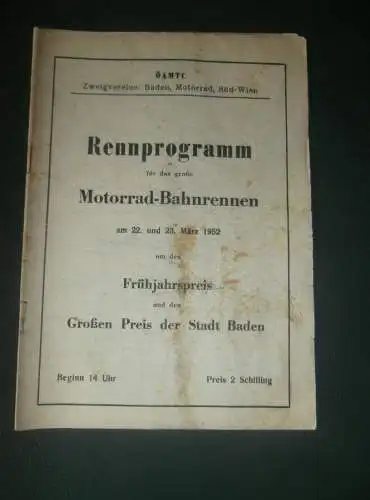 ÖAMTC
Zweigvereine: Baden, Motorrad, Süd-Wien
Rennprogramm
für das große
Motorrad-Bahnrennen
am 22. und 23. März 1952
um den
Frühjahrspreis
und den
Großen Preis der Stadt Baden
Beginn 14 Uhr Preis 2 Schilling